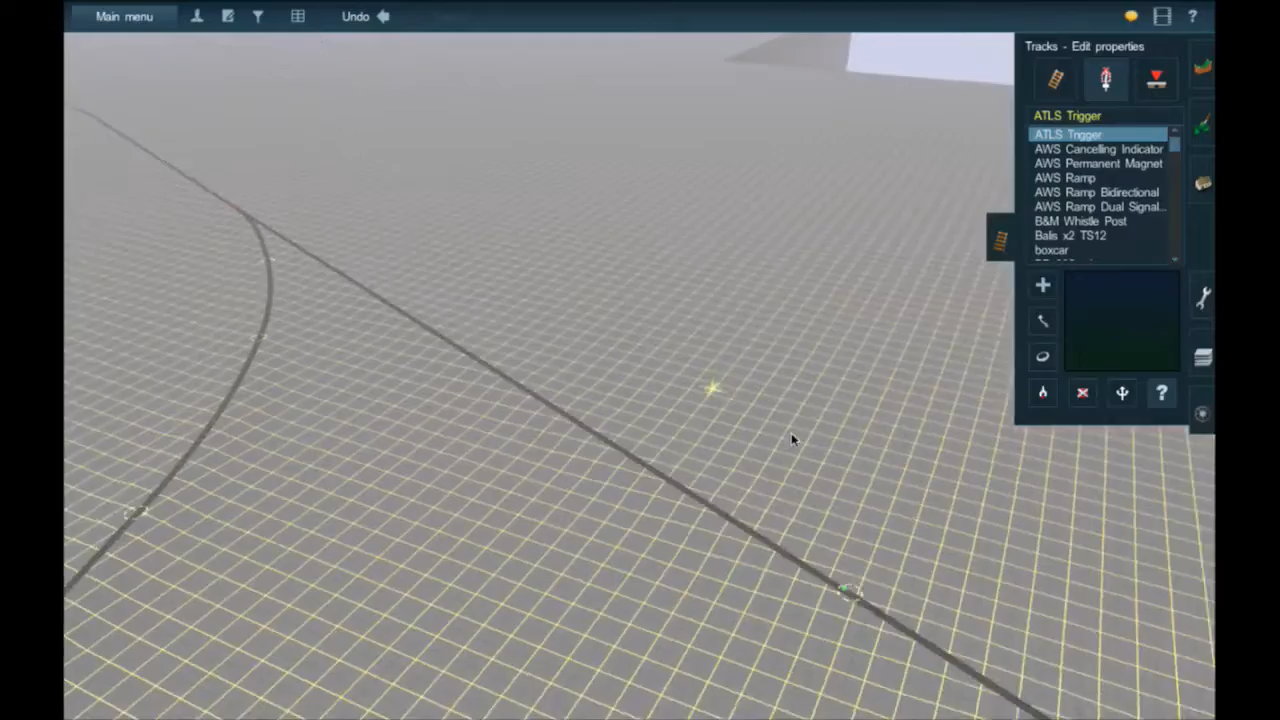 Main menu
Undo
?
Tracks - Edit properties
ATLS Trigger
ATLS Trigger
AWS Cancelling Indicator
AWS Permanent Magnet
AWS Ramp
AWS Ramp Bidirectional
AWS Ramp Dual Signal...
B&M Whistle Post
Balis x2 TS12
boxcar
?